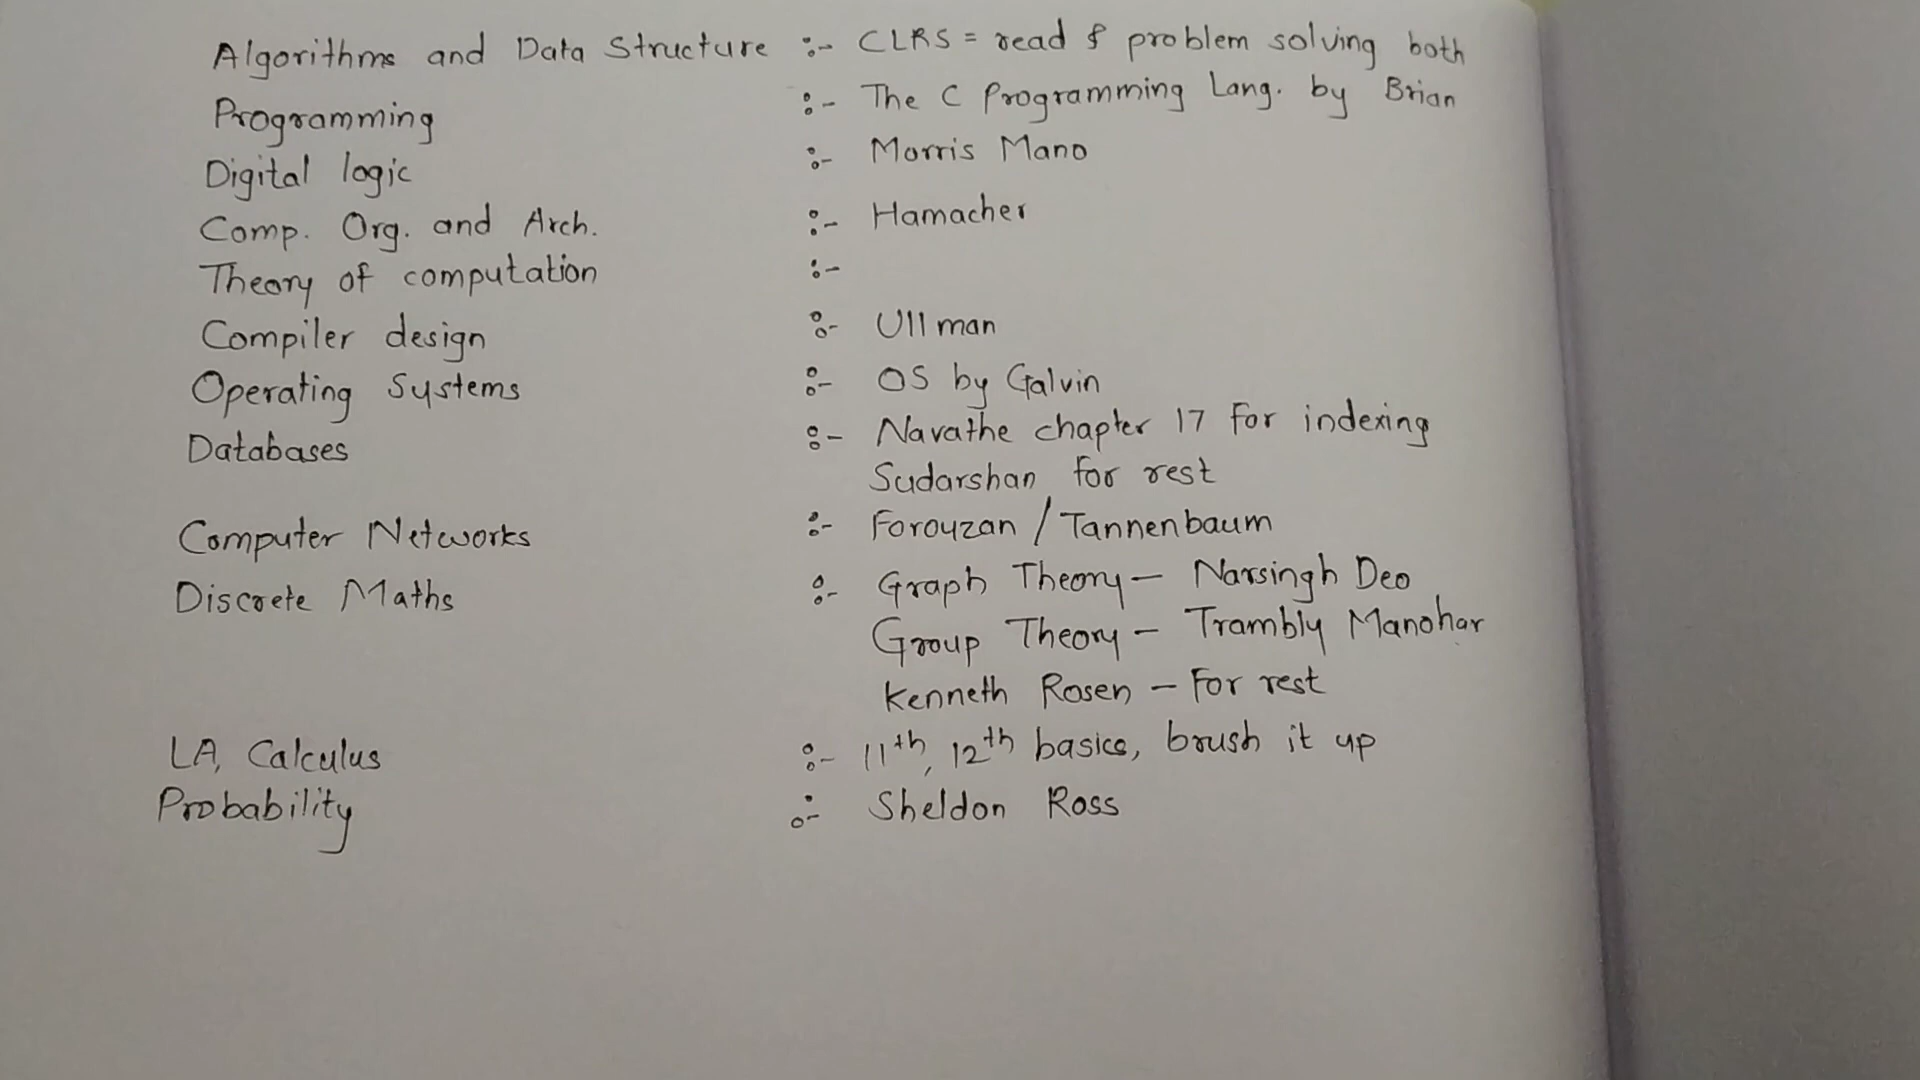 Algorithms and Data Structure :- CLRS = read & problem solving both
Programming :- The C Programming Lang. by Brian
Digital logic :- Morris Mano
Comp. Org. and Arch. :- Hamacher
Theory of computation :-
Compiler design :- Ullman
Operating Systems :- OS by Galvin
Databases :- Navathe chapter 17 for indexing
Sudarshan for rest
Computer Networks :- Forouzan / Tannenbaum
Discrete Maths :- Graph Theory - Narsingh Deo
Group Theory - Trambly Manohar
Kenneth Rosen - For rest
LA, Calculus :- 11th, 12th basics, brush it up
Probability :- Sheldon Ross